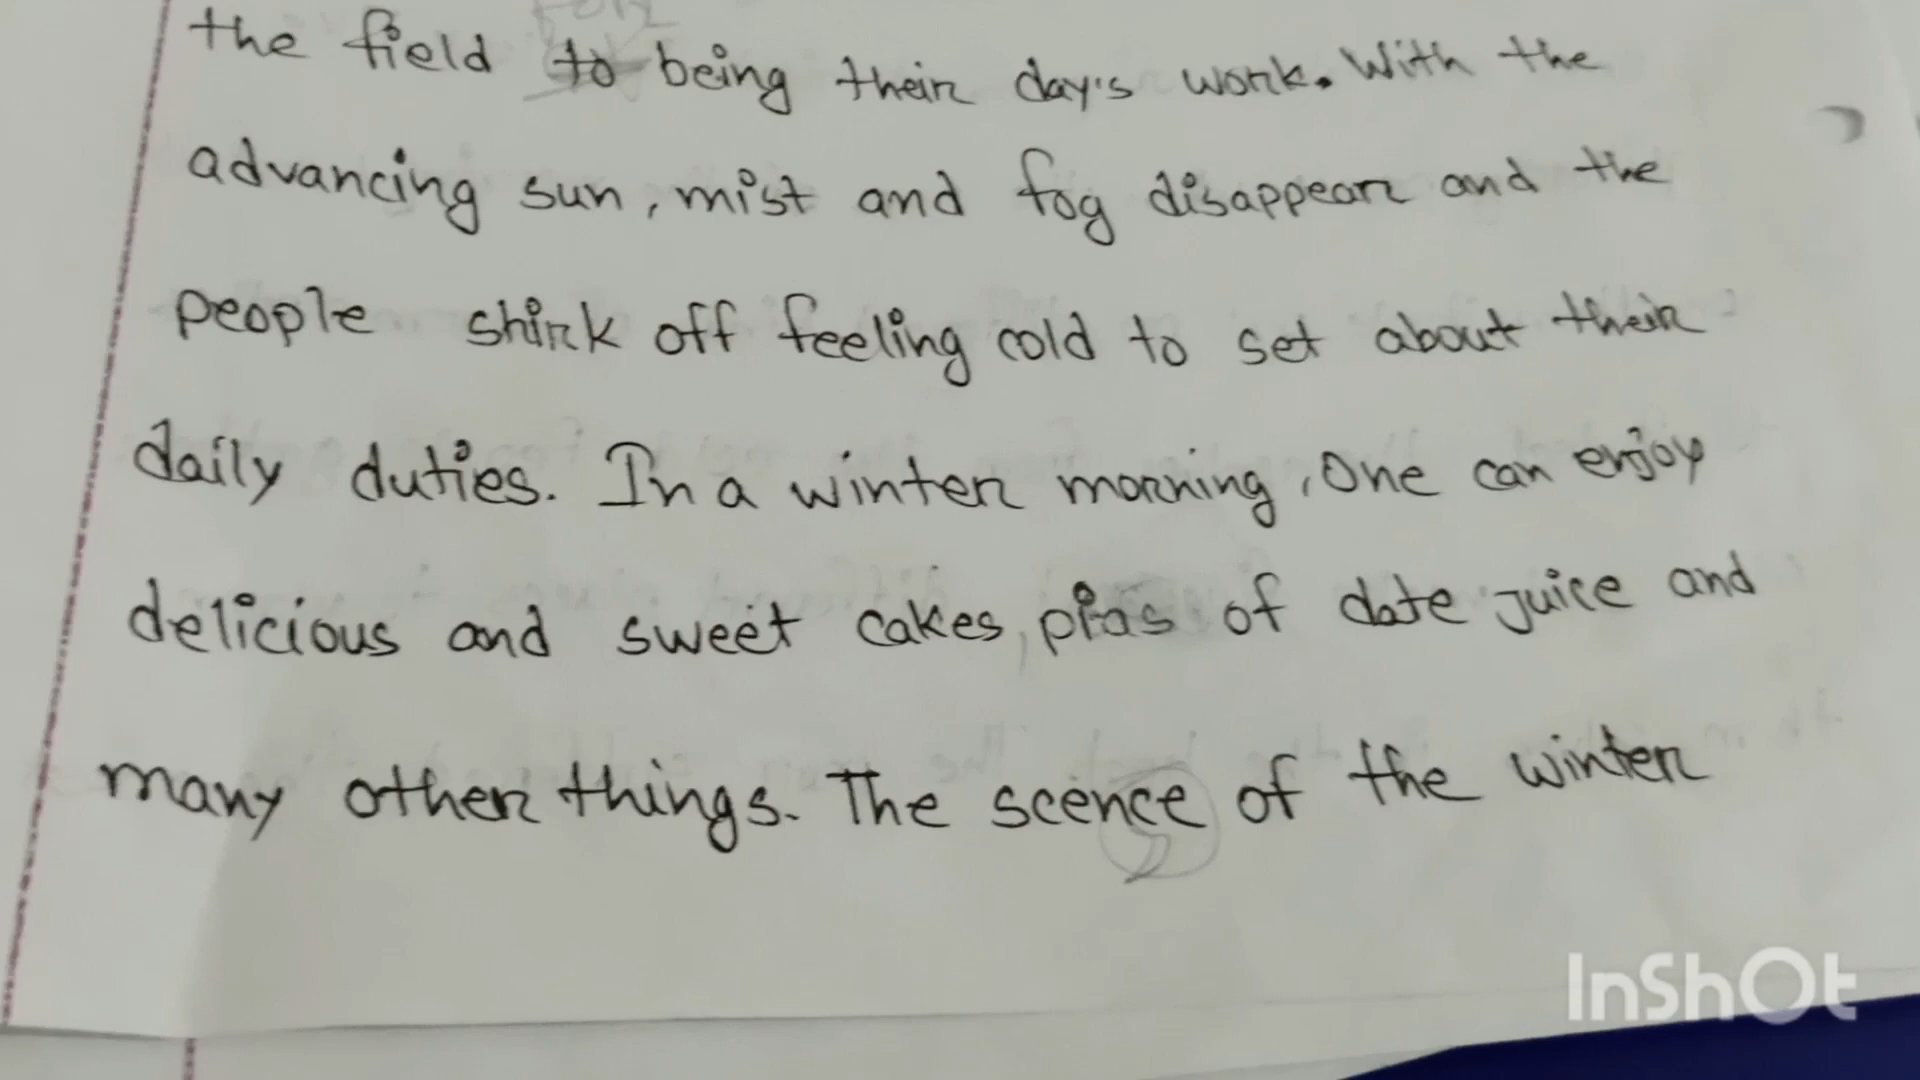 the field to being their day's work. With the
advancing sun, mist and fog disappear and the
people shirk off feeling cold to set about their
daily duties. In a winter morning, One can enjoy
delicious and sweet cakes, pias of date juice and
many other things. The scence of the winter
InShOt